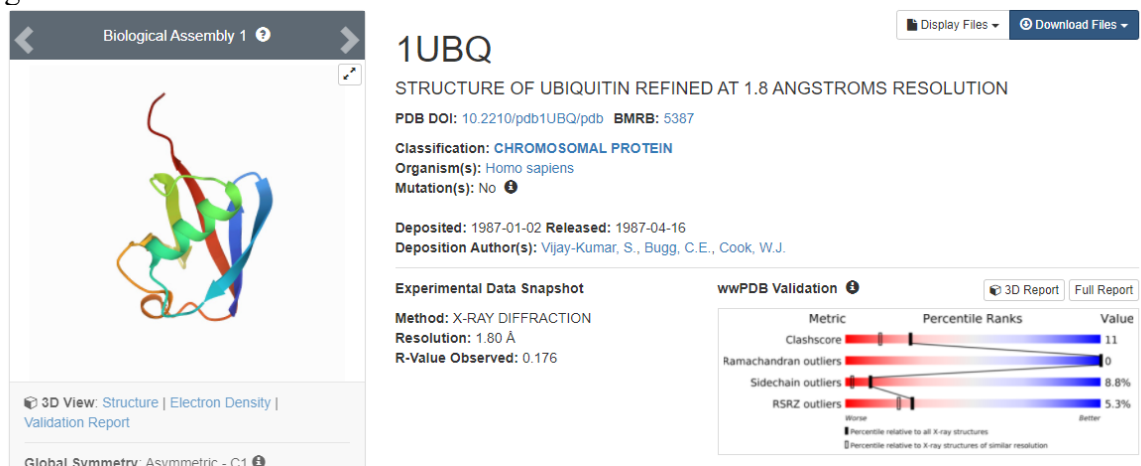 Biological Assembly 1
Display Files
Download Files
1UBQ
STRUCTURE OF UBIQUITIN REFINED AT 1.8 ANGSTROMS RESOLUTION
PDB DOI: 10.2210/pdb1UBQ/pdb BMRB: 5387
Classification: CHROMOSOMAL PROTEIN
Organism(s): Homo sapiens
Mutation(s): No
Deposited: 1987-01-02 Released: 1987-04-16
Deposition Author(s): Vijay-Kumar, S., Bugg, C.E., Cook, W.J.
Experimental Data Snapshot
Method: X-RAY DIFFRACTION
Resolution: 1.80 Å
R-Value Observed: 0.176
wwPDB Validation
3D Report
Full Report
Metric Percentile Ranks Value
Clashscore 11
Ramachandran outliers 0
Sidechain outliers 8.8%
RSRZ outliers 5.3%
Worse Better
Percentile relative to all X-ray structures
Percentile relative to X-ray structures of similar resolution
3D View: Structure | Electron Density |
Validation Report
Global Symmetry: Asymmetric - C1